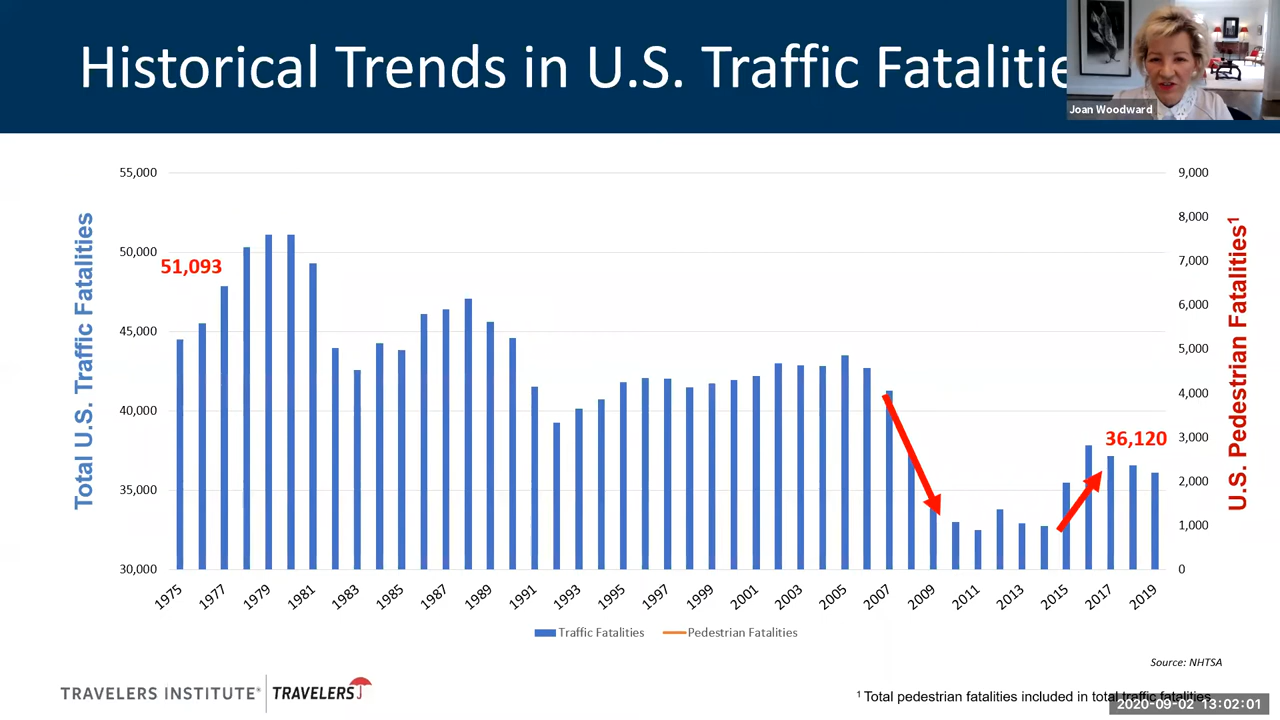 Historical Trends in U.S. Traffic Fatalitie
Joan Woodward
Total U.S. Traffic Fatalities
55,000
50,000
45,000
40,000
35,000
30,000
51,093
36,120
9,000
8,000
7,000
6,000
5,000
4,000
3,000
2,000
1,000
0
U.S. Pedestrian Fatalities¹
1975 1977 1979 1981 1983 1985 1987 1989 1991 1993 1995 1997 1999 2001 2003 2005 2007 2009 2011 2013 2015 2017 2019
Traffic Fatalities Pedestrian Fatalities
Source: NHTSA
TRAVELERS INSTITUTE® TRAVELERS
¹ Total pedestrian fatalities included in total traffic fatalities
2020-09-02 13:02:01